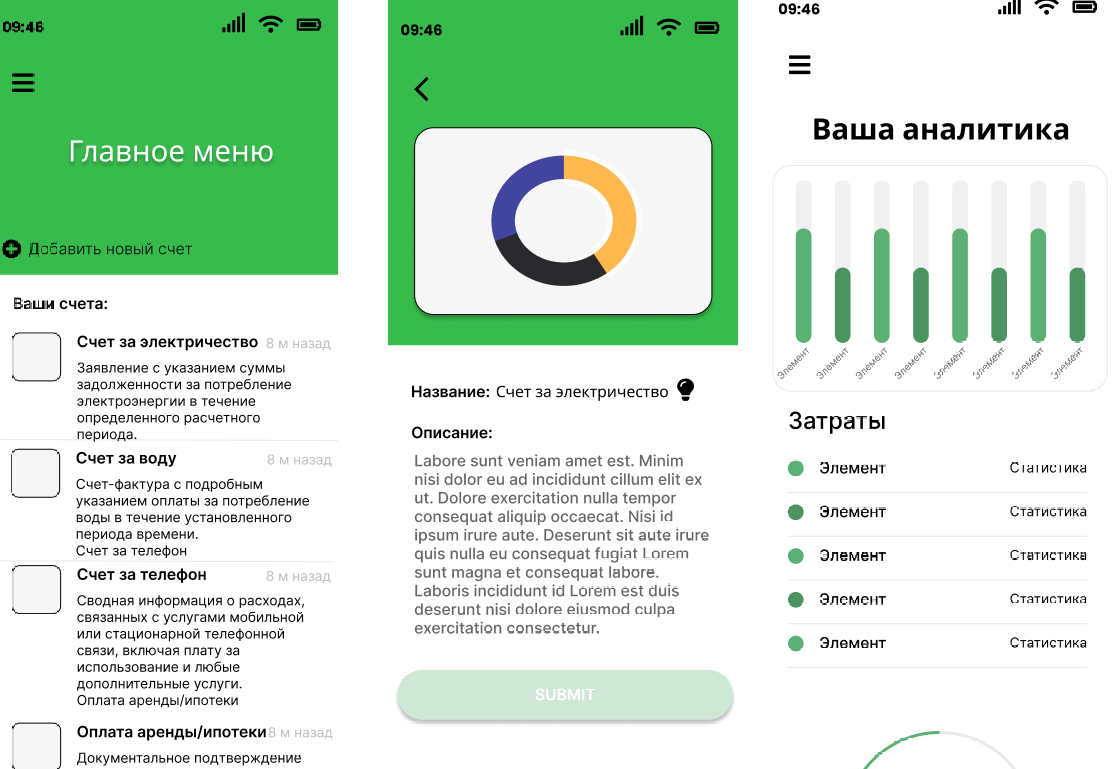 09:46
Главное меню
Добавить новый счет
Ваши счета:
Счет за электричество 8 м назад
Заявление с указанием суммы
задолженности за потребление
электроэнергии в течение
определенного расчетного
периода.
Счет за воду 8 м назад
Счет-фактура с подробным
указанием оплаты за потребление
воды в течение установленного
периода времени.
Счет за телефон
Счет за телефон 8 м назад
Сводная информация о расходах,
связанных с услугами мобильной
или стационарной телефонной
связи, включая плату за
использование и любые
дополнительные услуги.
Оплата аренды/ипотеки
Оплата аренды/ипотеки 8 м назад
Документальное подтверждение
09:46
Название: Счет за электричество
Описание:
Labore sunt veniam amet est. Minim
nisi dolor eu ad incididunt cillum elit ex
ut. Dolore exercitation nulla tempor
consequat aliquip occaecat. Nisi id
ipsum irure aute. Deserunt sit aute irure
quis nulla eu consequat fugiat Lorem
sunt magna et consequat labore.
Laboris incididunt id Lorem est duis
deserunt nisi dolore eiusmod culpa
exercitation consectetur.
SUBMIT
09:46
Ваша аналитика
Элемент
Элемент
Элемент
Элемент
Элемент
Элемент
Элемент
Элемент
Затраты
Элемент Статистика
Элемент Статистика
Элемент Статистика
Элемент Статистика
Элемент Статистика